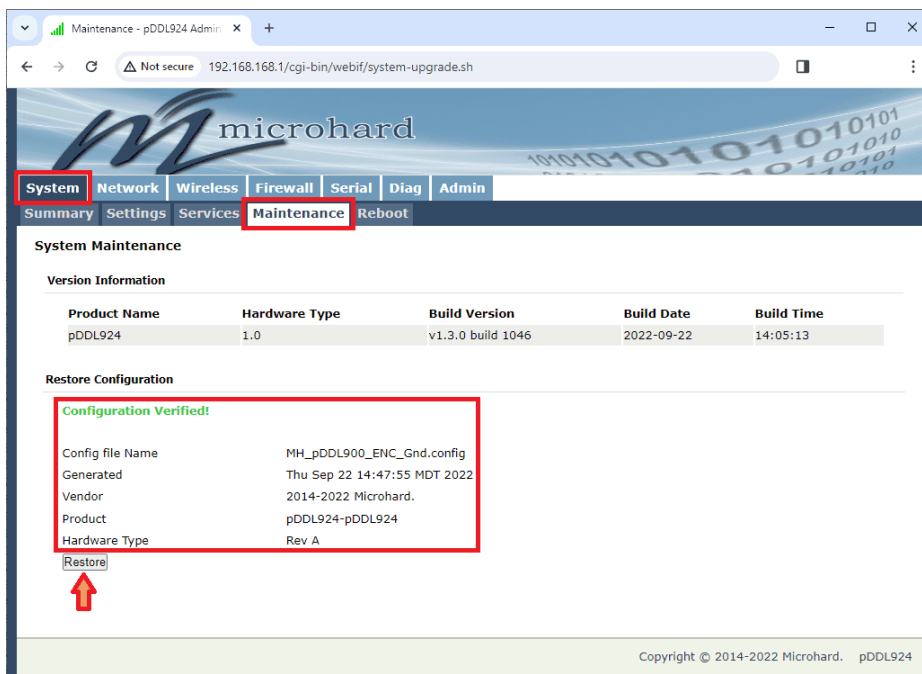 Maintenance - pDDL924 Admin
Not secure 192.168.168.1/cgi-bin/webif/system-upgrade.sh
microhard
System Network Wireless Firewall Serial Diag Admin
Summary Settings Services Maintenance Reboot
System Maintenance
Version Information
Product Name Hardware Type Build Version Build Date Build Time
pDDL924 1.0 v1.3.0 build 1046 2022-09-22 14:05:13
Restore Configuration
Configuration Verified!
Config file Name MH_pDDL900_ENC_Gnd.config
Generated Thu Sep 22 14:47:55 MDT 2022
Vendor 2014-2022 Microhard.
Product pDDL924-pDDL924
Hardware Type Rev A
Restore
Copyright © 2014-2022 Microhard. pDDL924